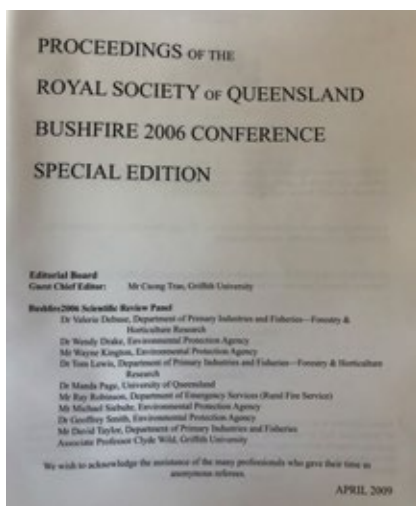 PROCEEDINGS OF THE
ROYAL SOCIETY OF QUEENSLAND
BUSHFIRE 2006 CONFERENCE
SPECIAL EDITION
Editorial Board
Guest Chief Editor: Mr Cuong Tran, Griffith University
Bushfire2006 Scientific Review Panel
Dr Valerie Debuse, Department of Primary Industries and Fisheries—Forestry &
Horticulture Research
Dr Wendy Drake, Environmental Protection Agency
Mr Wayne Kington, Environmental Protection Agency
Dr Tom Lewis, Department of Primary Industries and Fisheries—Forestry & Horticulture
Research
Dr Manda Page, University of Queensland
Mr Ray Robinson, Department of Emergency Services (Rural Fire Service)
Mr Michael Environmental Protection Agency
Dr Geoffrey Smith, Environmental Protection Agency
Mr David Taylor, Department of Primary Industries and Fisheries
Associate Professor Clyde Wild, Griffith University
We wish to acknowledge the assistance of the many professionals who gave their time as
anonymous referees.
APRIL 2009